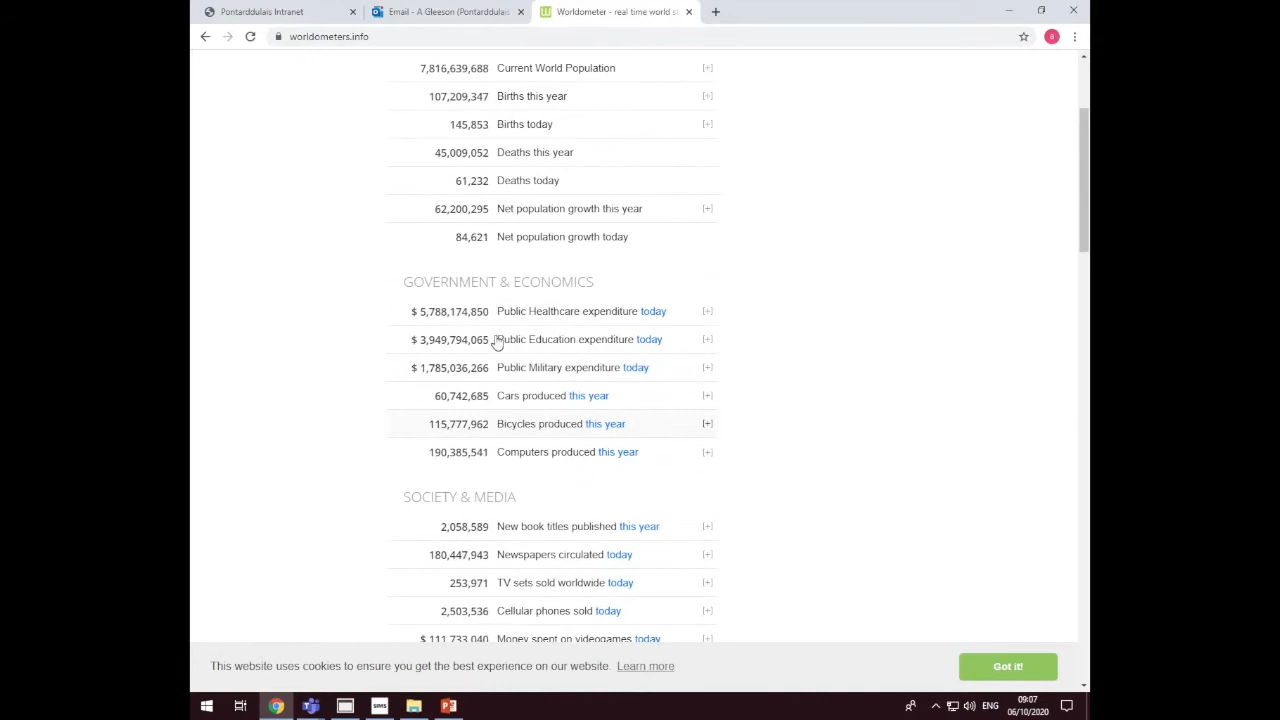 Pontarddulais Intranet
Email - A Gleeson (Pontarddulais
Worldometer - real time world st
worldometers.info
B
7,816,639,688 Current World Population [+]
107,209,347 Births this year [+]
145,853 Births today [+]
45,009,052 Deaths this year
61,232 Deaths today
62,200,295 Net population growth this year [+]
84,621 Net population growth today
GOVERNMENT & ECONOMICS
$ 5,788,174,850 Public Healthcare expenditure today [+]
$ 3,949,794,065 Public Education expenditure today [+]
$ 1,785,036,266 Public Military expenditure today [+]
60,742,685 Cars produced this year [+]
115,777,962 Bicycles produced this year [+]
190,385,541 Computers produced this year [+]
SOCIETY & MEDIA
2,058,589 New book titles published this year [+]
180,447,943 Newspapers circulated today [+]
253,971 TV sets sold worldwide today [+]
2,503,536 Cellular phones sold today [+]
$ 111,733,040 Money spent on videogames today [+]
This website uses cookies to ensure you get the best experience on our website. Learn more
Got it!
SIMS
ENG
09:07
06/10/2020